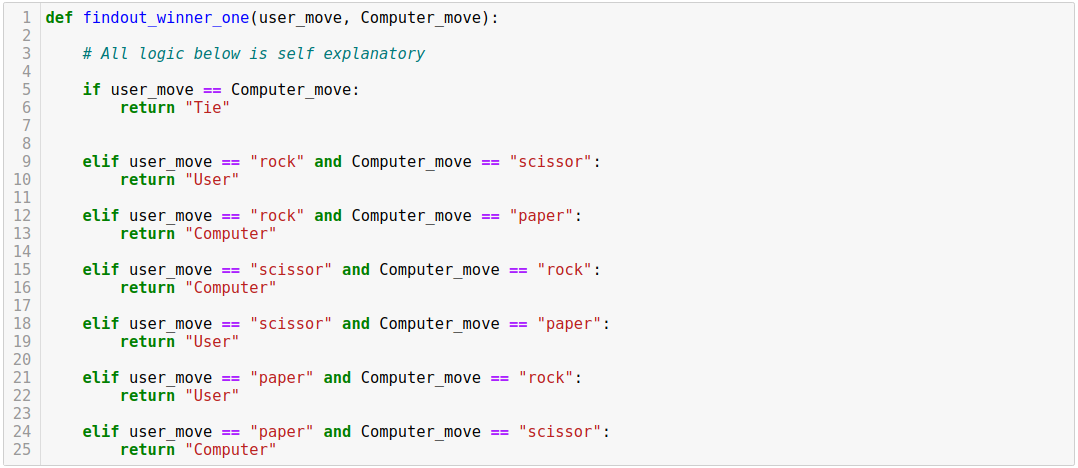 1 def findout_winner_one(user_move, Computer_move):
2
3     # All logic below is self explanatory
4
5     if user_move == Computer_move:
6         return "Tie"
7
8
9     elif user_move == "rock" and Computer_move == "scissor":
10         return "User"
11
12     elif user_move == "rock" and Computer_move == "paper":
13         return "Computer"
14
15     elif user_move == "scissor" and Computer_move == "rock":
16         return "Computer"
17
18     elif user_move == "scissor" and Computer_move == "paper":
19         return "User"
20
21     elif user_move == "paper" and Computer_move == "rock":
22         return "User"
23
24     elif user_move == "paper" and Computer_move == "scissor":
25         return "Computer"